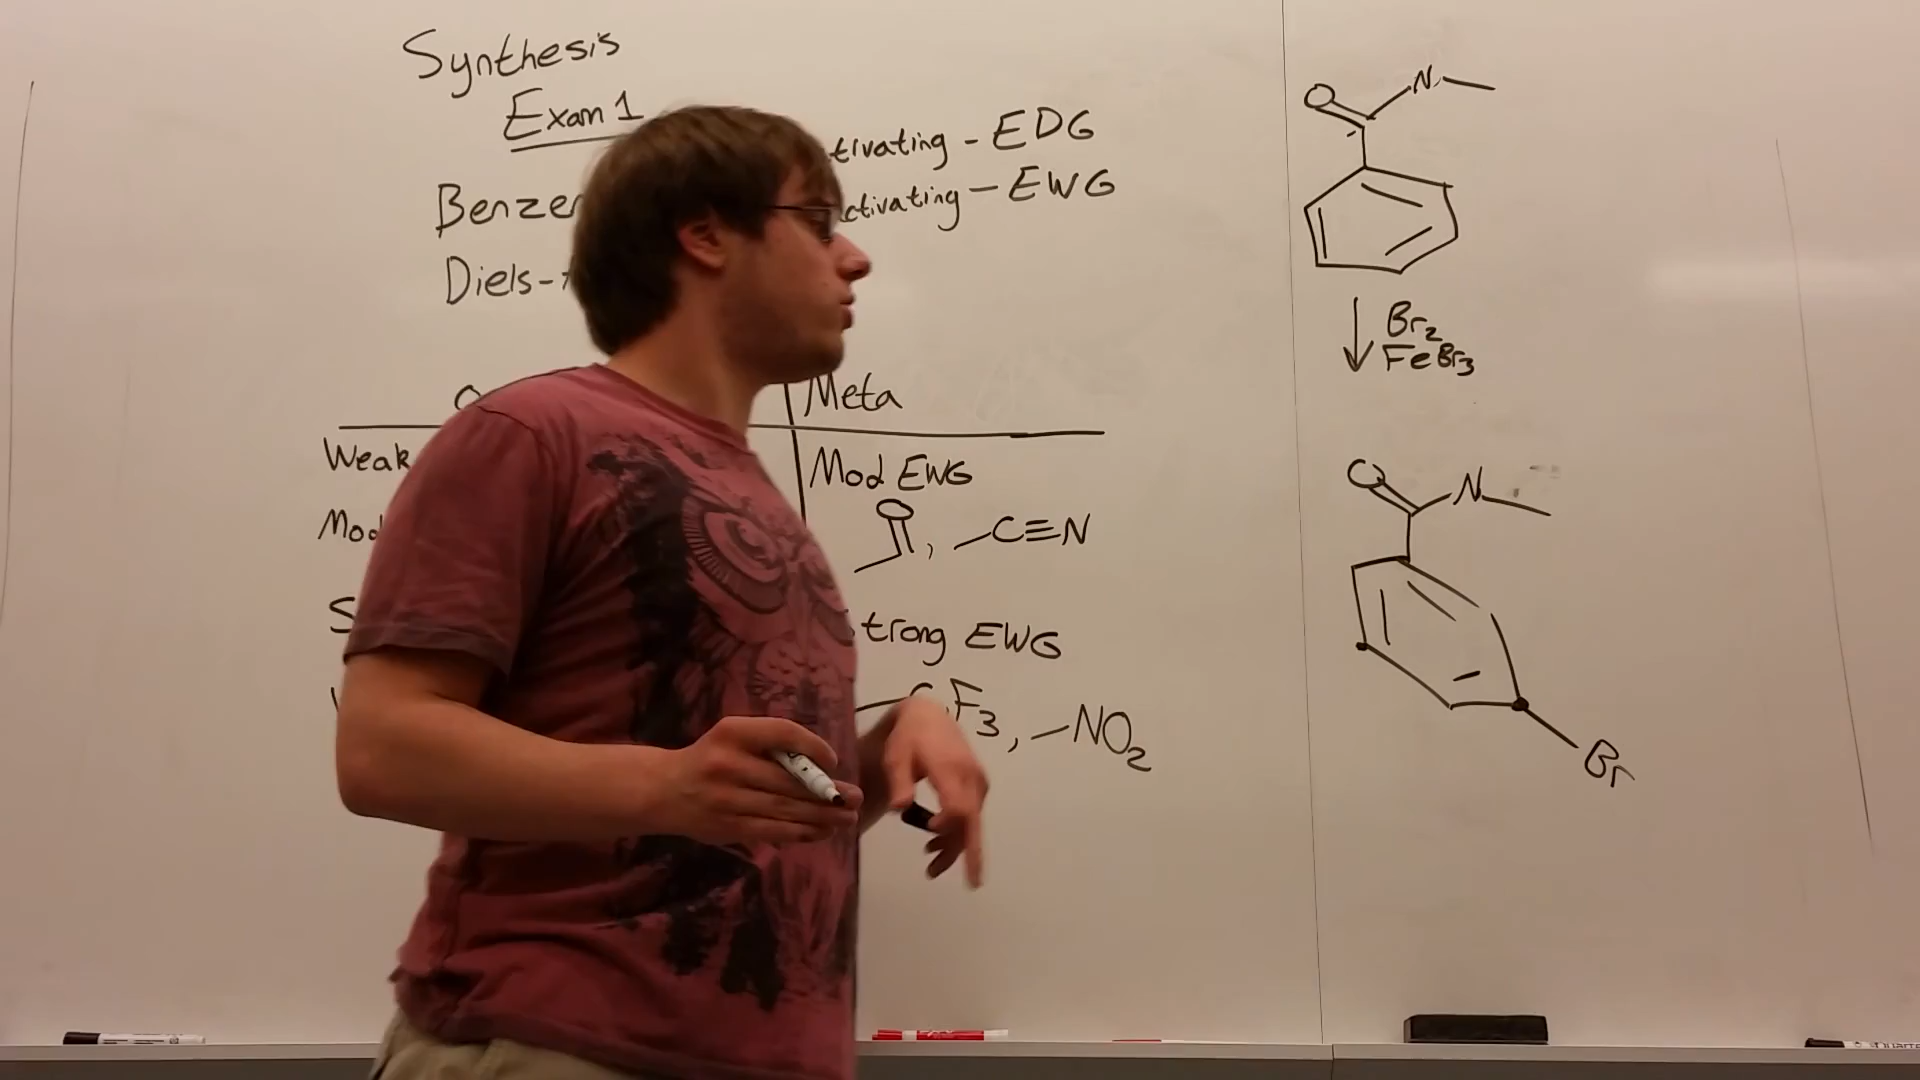 Synthesis
Exam 1
tivating - EDG
ctivating - EWG
Diels-
Meta
Weak
Mod EWG
Mod
O
, -C≡N
trong EWG
F3, -NO2
O N
Br2
FeBr3
O N
Br